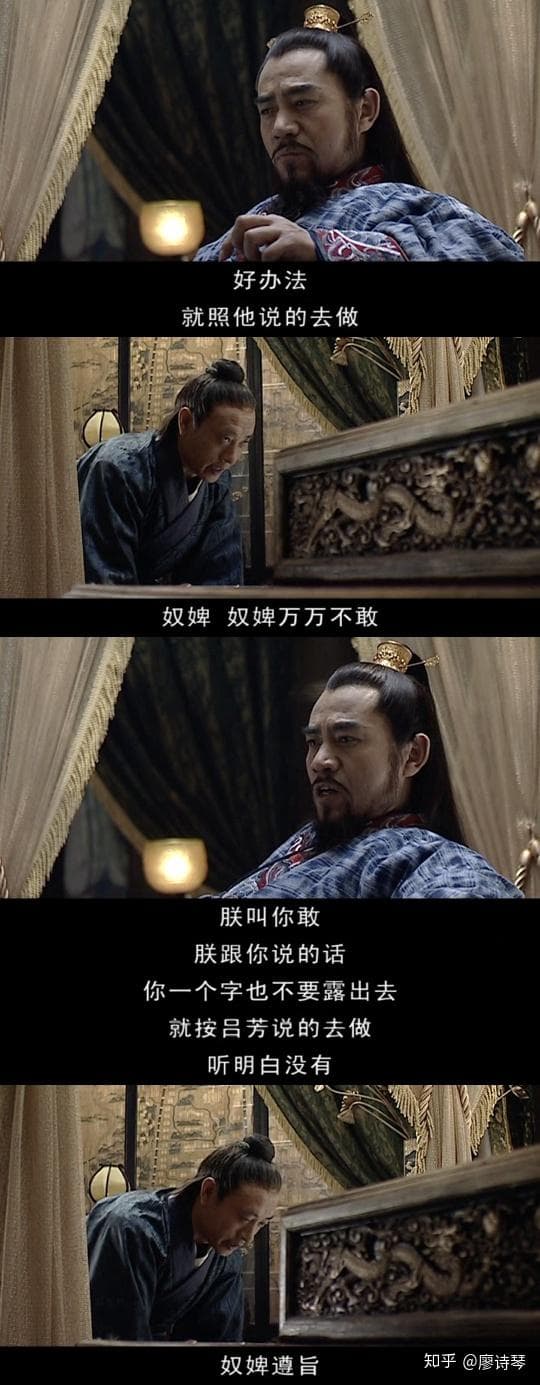 好办法
就照他说的去做
奴婢 奴婢万万不敢
朕叫你敢
朕跟你说的话
你一个字也不要露出去
就按吕芳说的去做
听明白没有
奴婢遵旨
知乎 @廖诗琴